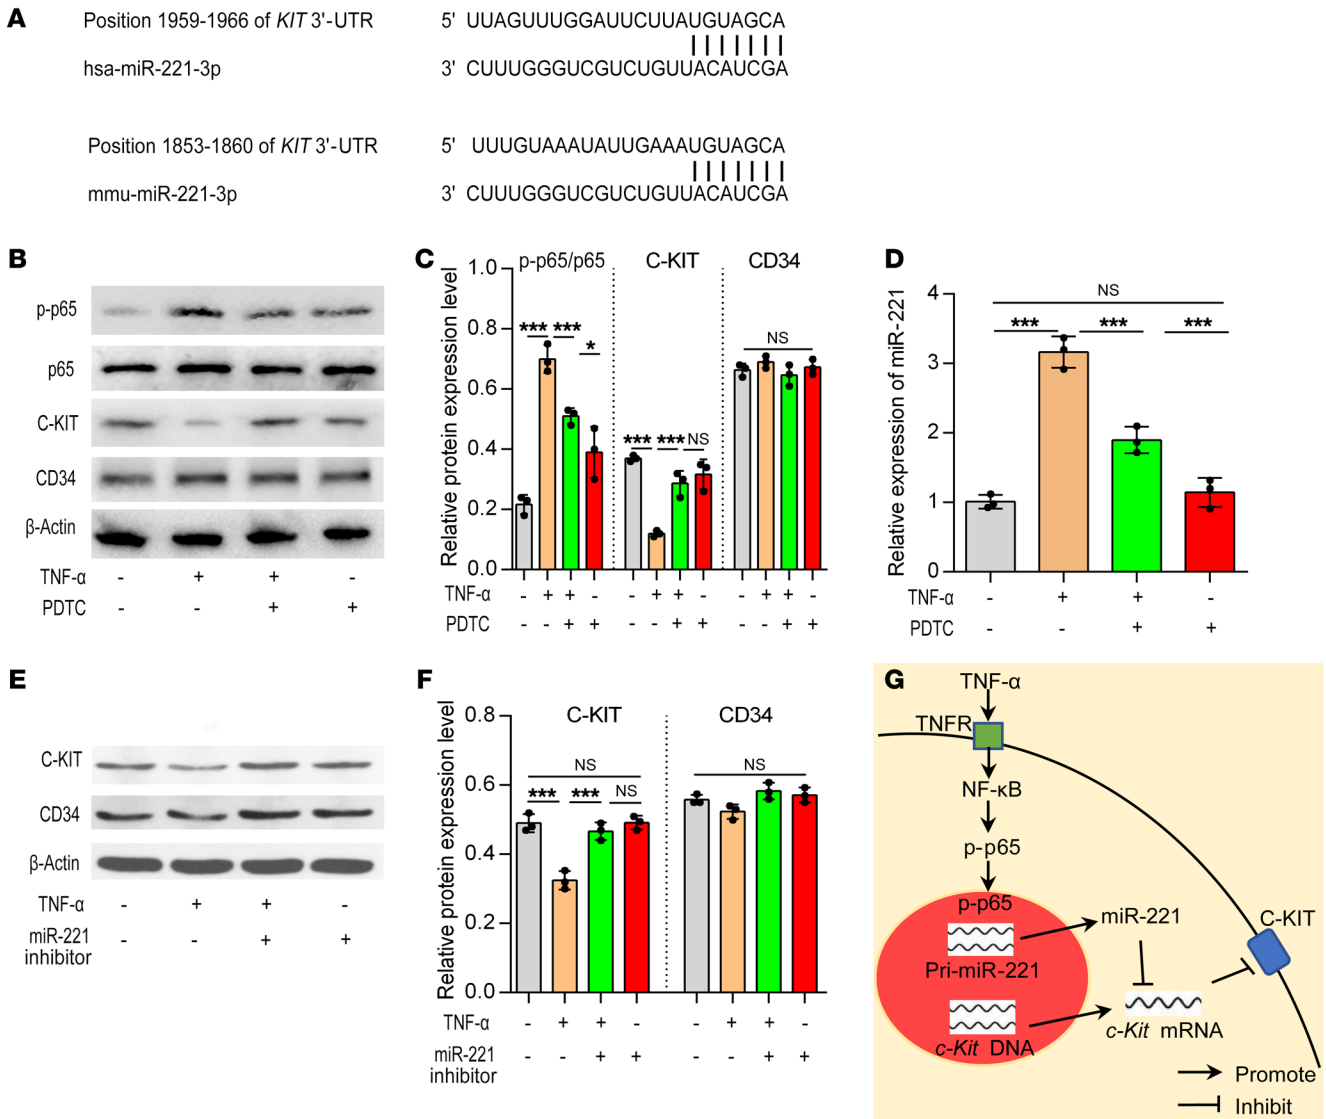 A
Position 1959-1966 of KIT 3'-UTR 5' UUAGUUUGGAUUCUUAUGUAGCA
hsa-miR-221-3p 3' CUUUGGGUCGUCUGUUACAUCGA
Position 1853-1860 of KIT 3'-UTR 5' UUUGUAAAUAUUGAAAUGUAGCA
mmu-miR-221-3p 3' CUUUGGGUCGUCUGUUACAUCGA
B
p-p65
p65
C-KIT
CD34
β-Actin
TNF-α - + + -
PDTC - - + +
C
p-p65/p65 C-KIT CD34
Relative protein expression level
1.0
0.8
0.6
0.4
0.2
0.0
*** *** *
*** *** NS
NS
TNF-α - + + - - + + - - + + -
PDTC - - + + - - + + - - + +
D
Relative expression of miR-221
4
3
2
1
0
NS
*** *** ***
TNF-α - + + -
PDTC - - + +
E
C-KIT
CD34
β-Actin
TNF-α - + + -
miR-221 - - + +
inhibitor
F
C-KIT CD34
Relative protein expression level
0.8
0.6
0.4
0.2
0.0
NS
*** *** NS
NS
TNF-α - + + - - + + -
miR-221 - - + + - - + +
inhibitor
G
TNF-α
TNFR
NF-κB
p-p65
p-p65
miR-221
C-KIT
Pri-miR-221
c-Kit mRNA
c-Kit DNA
Promote
Inhibit